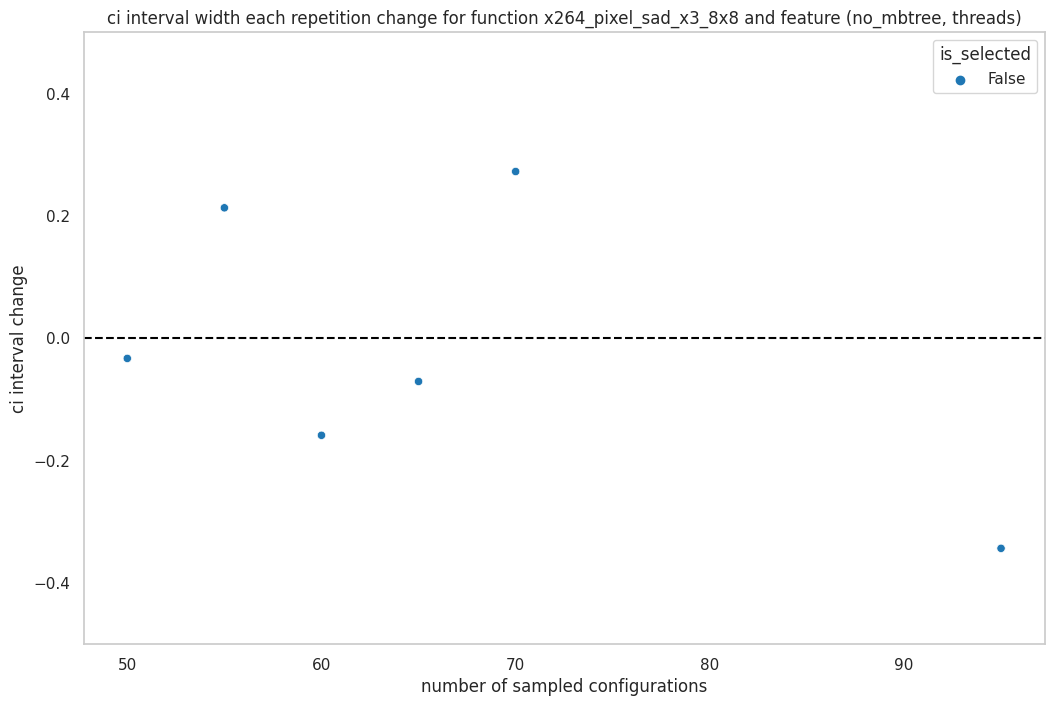 ci interval width each repetition change for function x264_pixel_sad_x3_8x8 and feature (no_mbtree, threads)
is_selected
False
ci interval change
0.4
0.2
0.0
−0.2
−0.4
50
60
70
80
90
number of sampled configurations